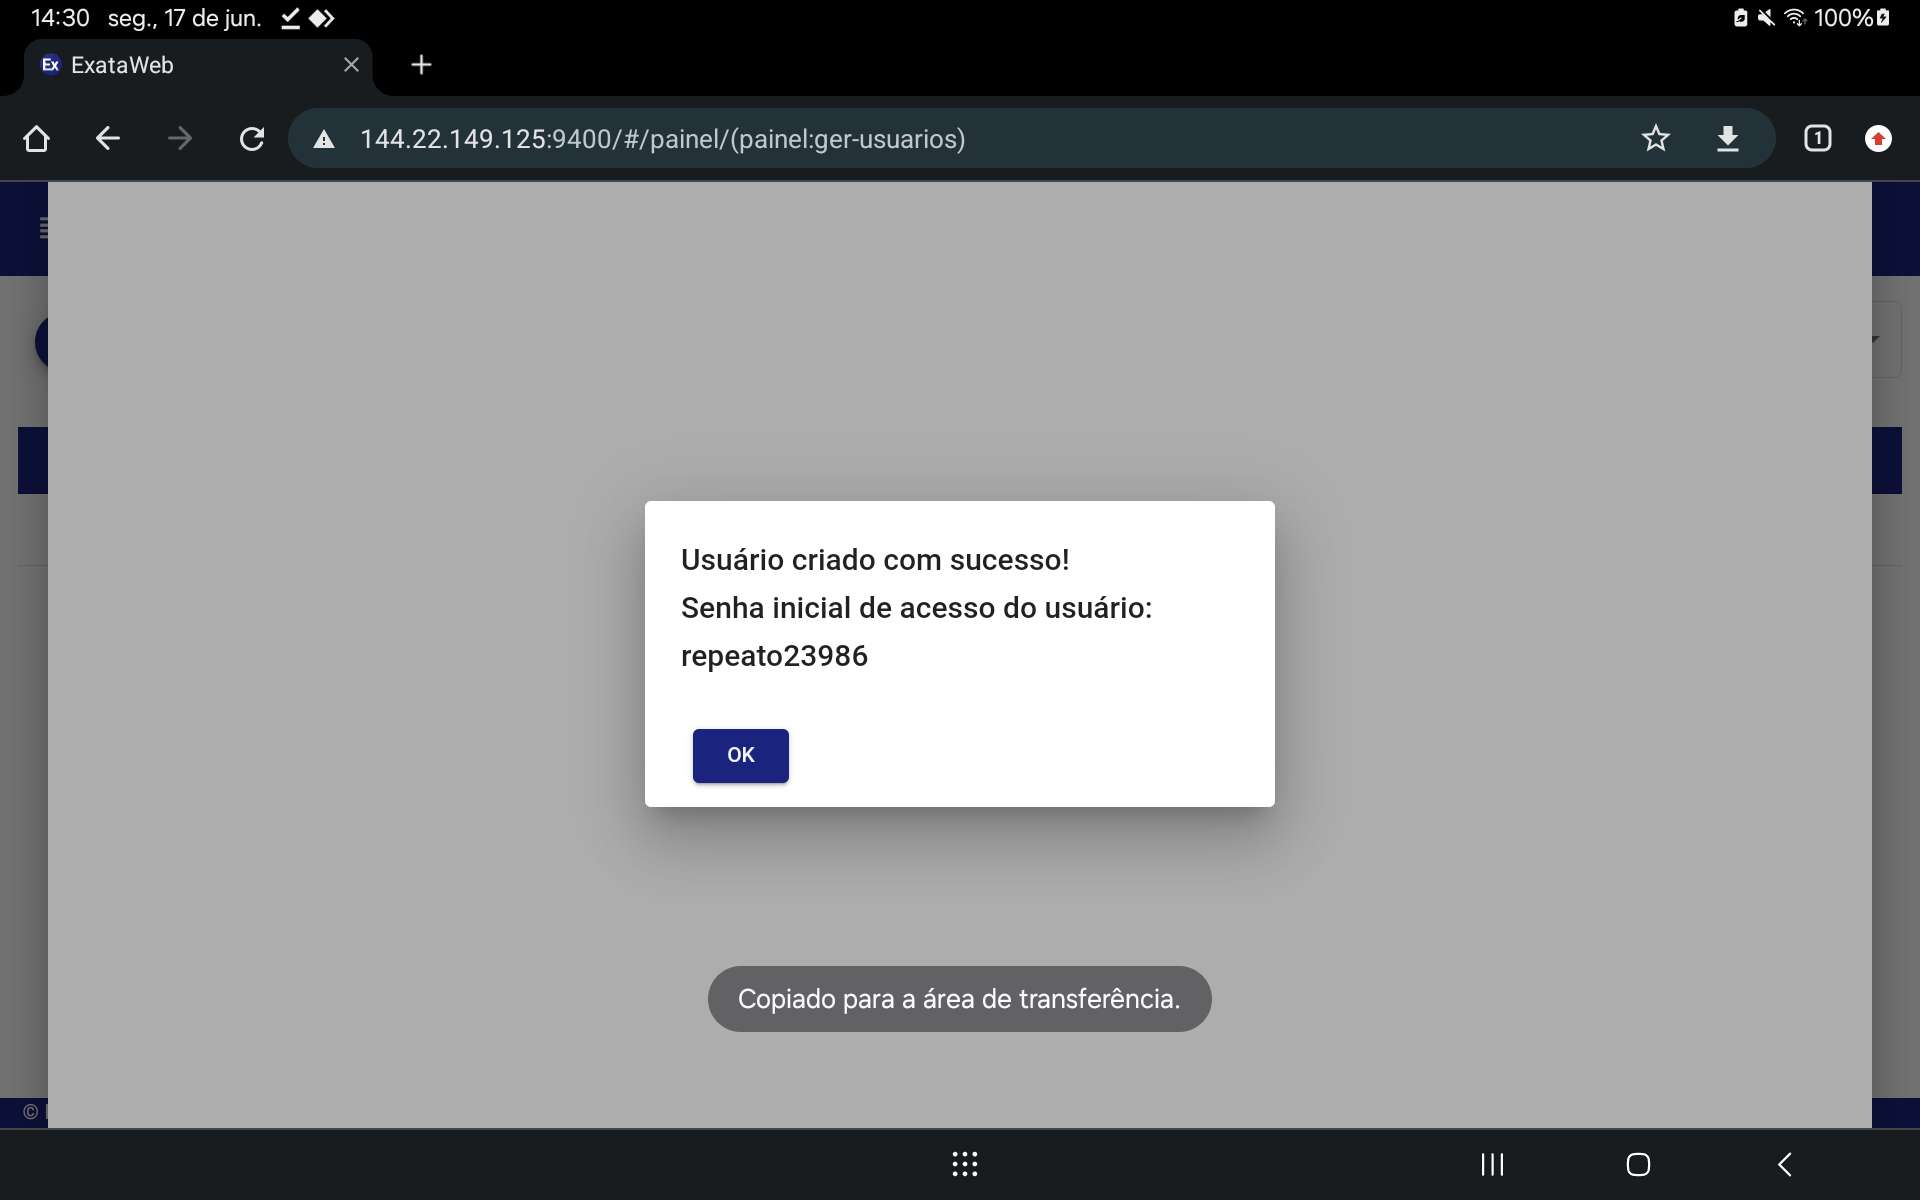 14:30 seg., 17 de jun.
100%
Ex ExataWeb
144.22.149.125:9400/#/painel/(painel:ger-usuarios)
1
Usuário criado com sucesso!
Senha inicial de acesso do usuário:
repeato23986
OK
Copiado para a área de transferência.
©